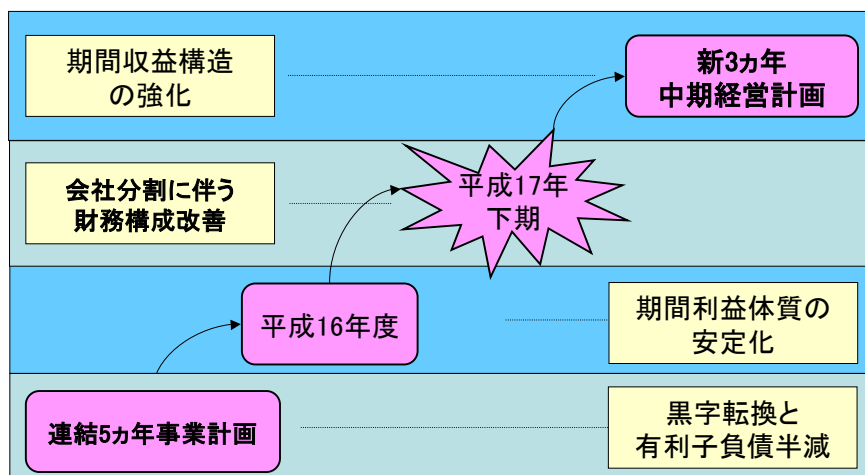 期間収益構造
の強化
新3ヵ年
中期経営計画
会社分割に伴う
財務構成改善
平成17年
下期
平成16年度
期間利益体質の
安定化
連結5ヵ年事業計画
黒字転換と
有利子負債半減